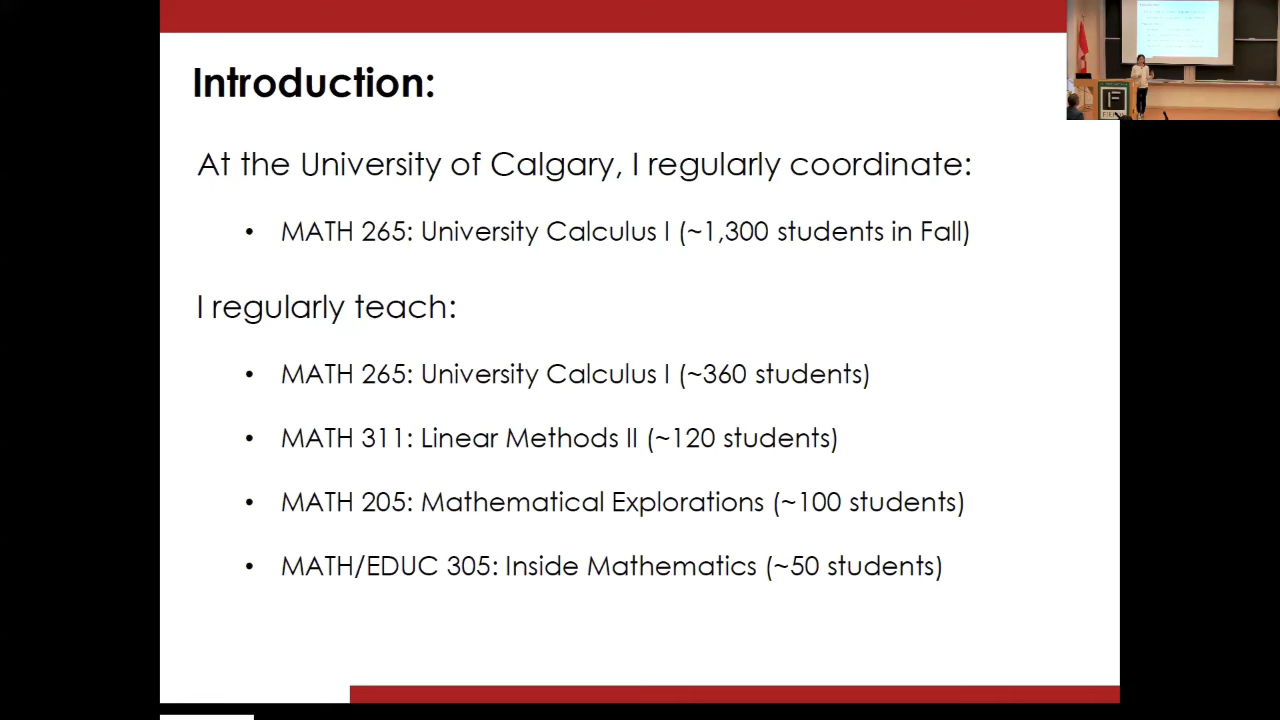 Introduction:
At the University of Calgary, I regularly coordinate:
• MATH 265: University Calculus I (~1,300 students in Fall)
I regularly teach:
• MATH 265: University Calculus I (~360 students)
• MATH 311: Linear Methods II (~120 students)
• MATH 205: Mathematical Explorations (~100 students)
• MATH/EDUC 305: Inside Mathematics (~50 students)